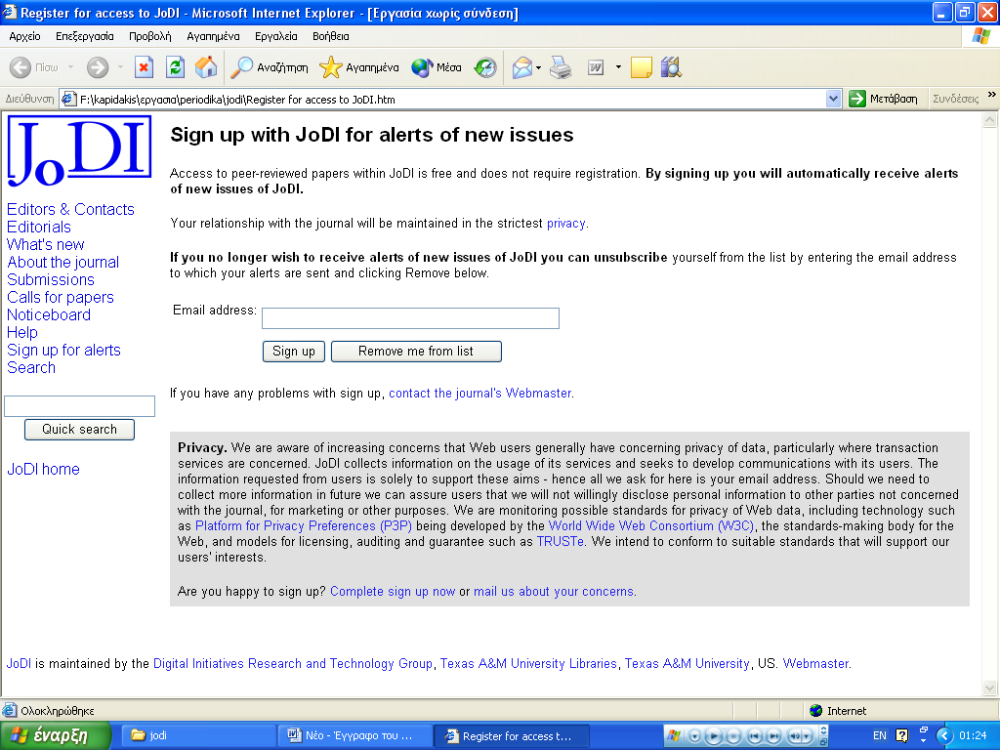 Register for access to JoDI - Microsoft Internet Explorer - [Εργασία χωρίς σύνδεση]
Αρχείο Επεξεργασία Προβολή Αγαπημένα Εργαλεία Βοήθεια
Πίσω Αναζήτηση Αγαπημένα Μέσα
Διεύθυνση F:\kapidakis\εργασια\periodika\jodi\Register for access to JoDI.htm Μετάβαση Συνδέσεις »
JoDI
Editors & Contacts
Editorials
What's new
About the journal
Submissions
Calls for papers
Noticeboard
Help
Sign up for alerts
Search
Quick search
JoDI home
Sign up with JoDI for alerts of new issues
Access to peer-reviewed papers within JoDI is free and does not require registration. By signing up you will automatically receive alerts
of new issues of JoDI.
Your relationship with the journal will be maintained in the strictest privacy.
If you no longer wish to receive alerts of new issues of JoDI you can unsubscribe yourself from the list by entering the email address
to which your alerts are sent and clicking Remove below.
Email address:
Sign up Remove me from list
If you have any problems with sign up, contact the journal's Webmaster.
Privacy. We are aware of increasing concerns that Web users generally have concerning privacy of data, particularly where transaction
services are concerned. JoDI collects information on the usage of its services and seeks to develop communications with its users. The
information requested from users is solely to support these aims - hence all we ask for here is your email address. Should we need to
collect more information in future we can assure users that we will not willingly disclose personal information to other parties not concerned
with the journal, for marketing or other purposes. We are monitoring possible standards for privacy of Web data, including technology such
as Platform for Privacy Preferences (P3P) being developed by the World Wide Web Consortium (W3C), the standards-making body for the
Web, and models for licensing, auditing and guarantee such as TRUSTe. We intend to conform to suitable standards that will support our
users' interests.
Are you happy to sign up? Complete sign up now or mail us about your concerns.
JoDI is maintained by the Digital Initiatives Research and Technology Group, Texas A&M University Libraries, Texas A&M University, US. Webmaster.
Ολοκληρώθηκε Internet
έναρξη jodi Νέο - Έγγραφο του ... Register for access t... EN 01:24